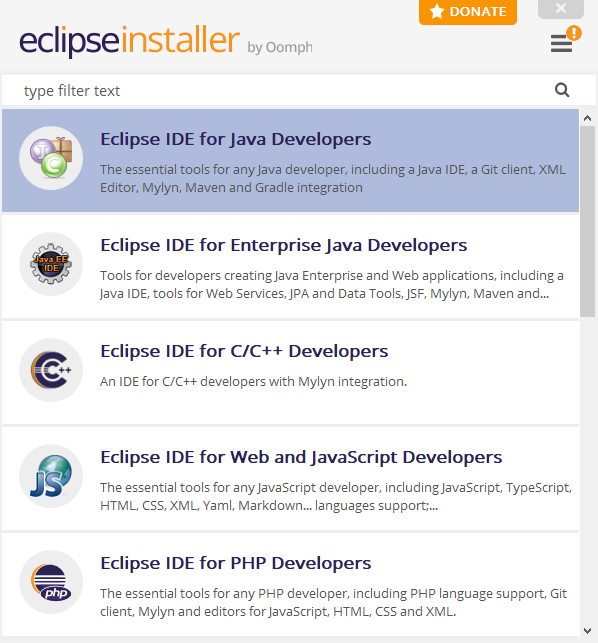 DONATE
eclipseinstaller by Oomph
!
type filter text
Eclipse IDE for Java Developers
The essential tools for any Java developer, including a Java IDE, a Git client, XML
Editor, Mylyn, Maven and Gradle integration
Java EE
IDE
Eclipse IDE for Enterprise Java Developers
Tools for developers creating Java Enterprise and Web applications, including a
Java IDE, tools for Web Services, JPA and Data Tools, JSF, Mylyn, Maven and...
C++
Eclipse IDE for C/C++ Developers
An IDE for C/C++ developers with Mylyn integration.
JS
Eclipse IDE for Web and JavaScript Developers
The essential tools for any JavaScript developer, including JavaScript, TypeScript,
HTML, CSS, XML, Yaml, Markdown... languages support;...
php
Eclipse IDE for PHP Developers
The essential tools for any PHP developer, including PHP language support, Git
client, Mylyn and editors for JavaScript, HTML, CSS and XML.